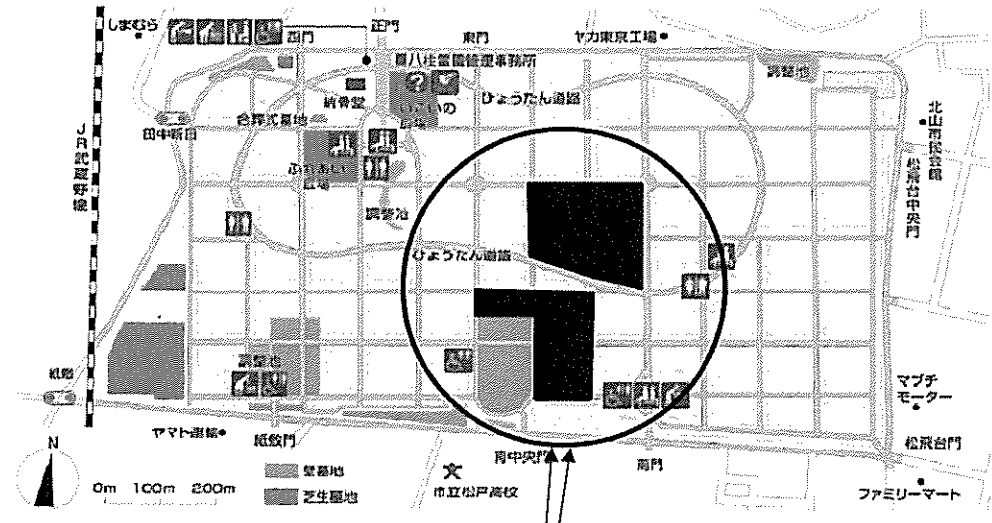 しまむら
西門
正門
東門
ヤカ東京工場
八柱霊園管理事務所
調整池
納骨堂
いこいの
広場
ひょうたん道路
合葬式墓地
田中新田
北山市民会館
松飛台中央門
JR武蔵野線
ふれあい
広場
調整池
ひょうたん道路
紙敷
調整池
マブチ
モーター
ヤマト運輸
紙敷門
南中央門
南門
松飛台門
N
0m 100m 200m
壁墓地
芝生墓地
市立松戸高校
ファミリーマート